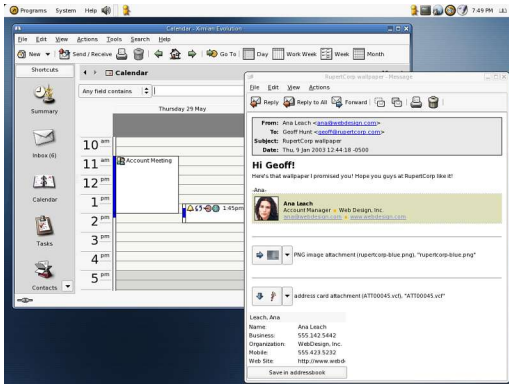 Programs System Help 7:49 PM
Calendar - Ximian Evolution
File Edit View Actions Tools Search Help
New Send / Receive Go To Day Work Week Week Month
Shortcuts
Calendar
Any field contains
Summary
Thursday 29 May
Inbox (6)
Calendar
Tasks
Contacts
10 am
11 am Account Meeting
12 pm
1 pm
1:45pm
2 pm
3 pm
4 pm
5 pm
RupertCorp wallpaper - Message
File Edit View Actions
Reply Reply to All Forward
From: Ana Leach <ana@webdesign.com>
To: Geoff Hunt <geoff@rupertcorp.com>
Subject: RupertCorp wallpaper
Date: Thu, 9 Jan 2003 12:44:18 -0500
Hi Geoff!
Here's that wallpaper I promised you! Hope you guys at RupertCorp like it!
-Ana-
Ana Leach
Account Manager Web Design, Inc.
ana@webdesign.com www.webdesign.com
PNG image attachment (rupertcorp-blue.png), "rupertcorp-blue.png"
address card attachment (ATT00045.vcf), "ATT00045.vcf"
Leach, Ana
Name: Ana Leach
Business: 555.142.5442
Organization: WebDesign, Inc.
Mobile: 555.423.5232
Web Site: http://www.webd
Save in addressbook